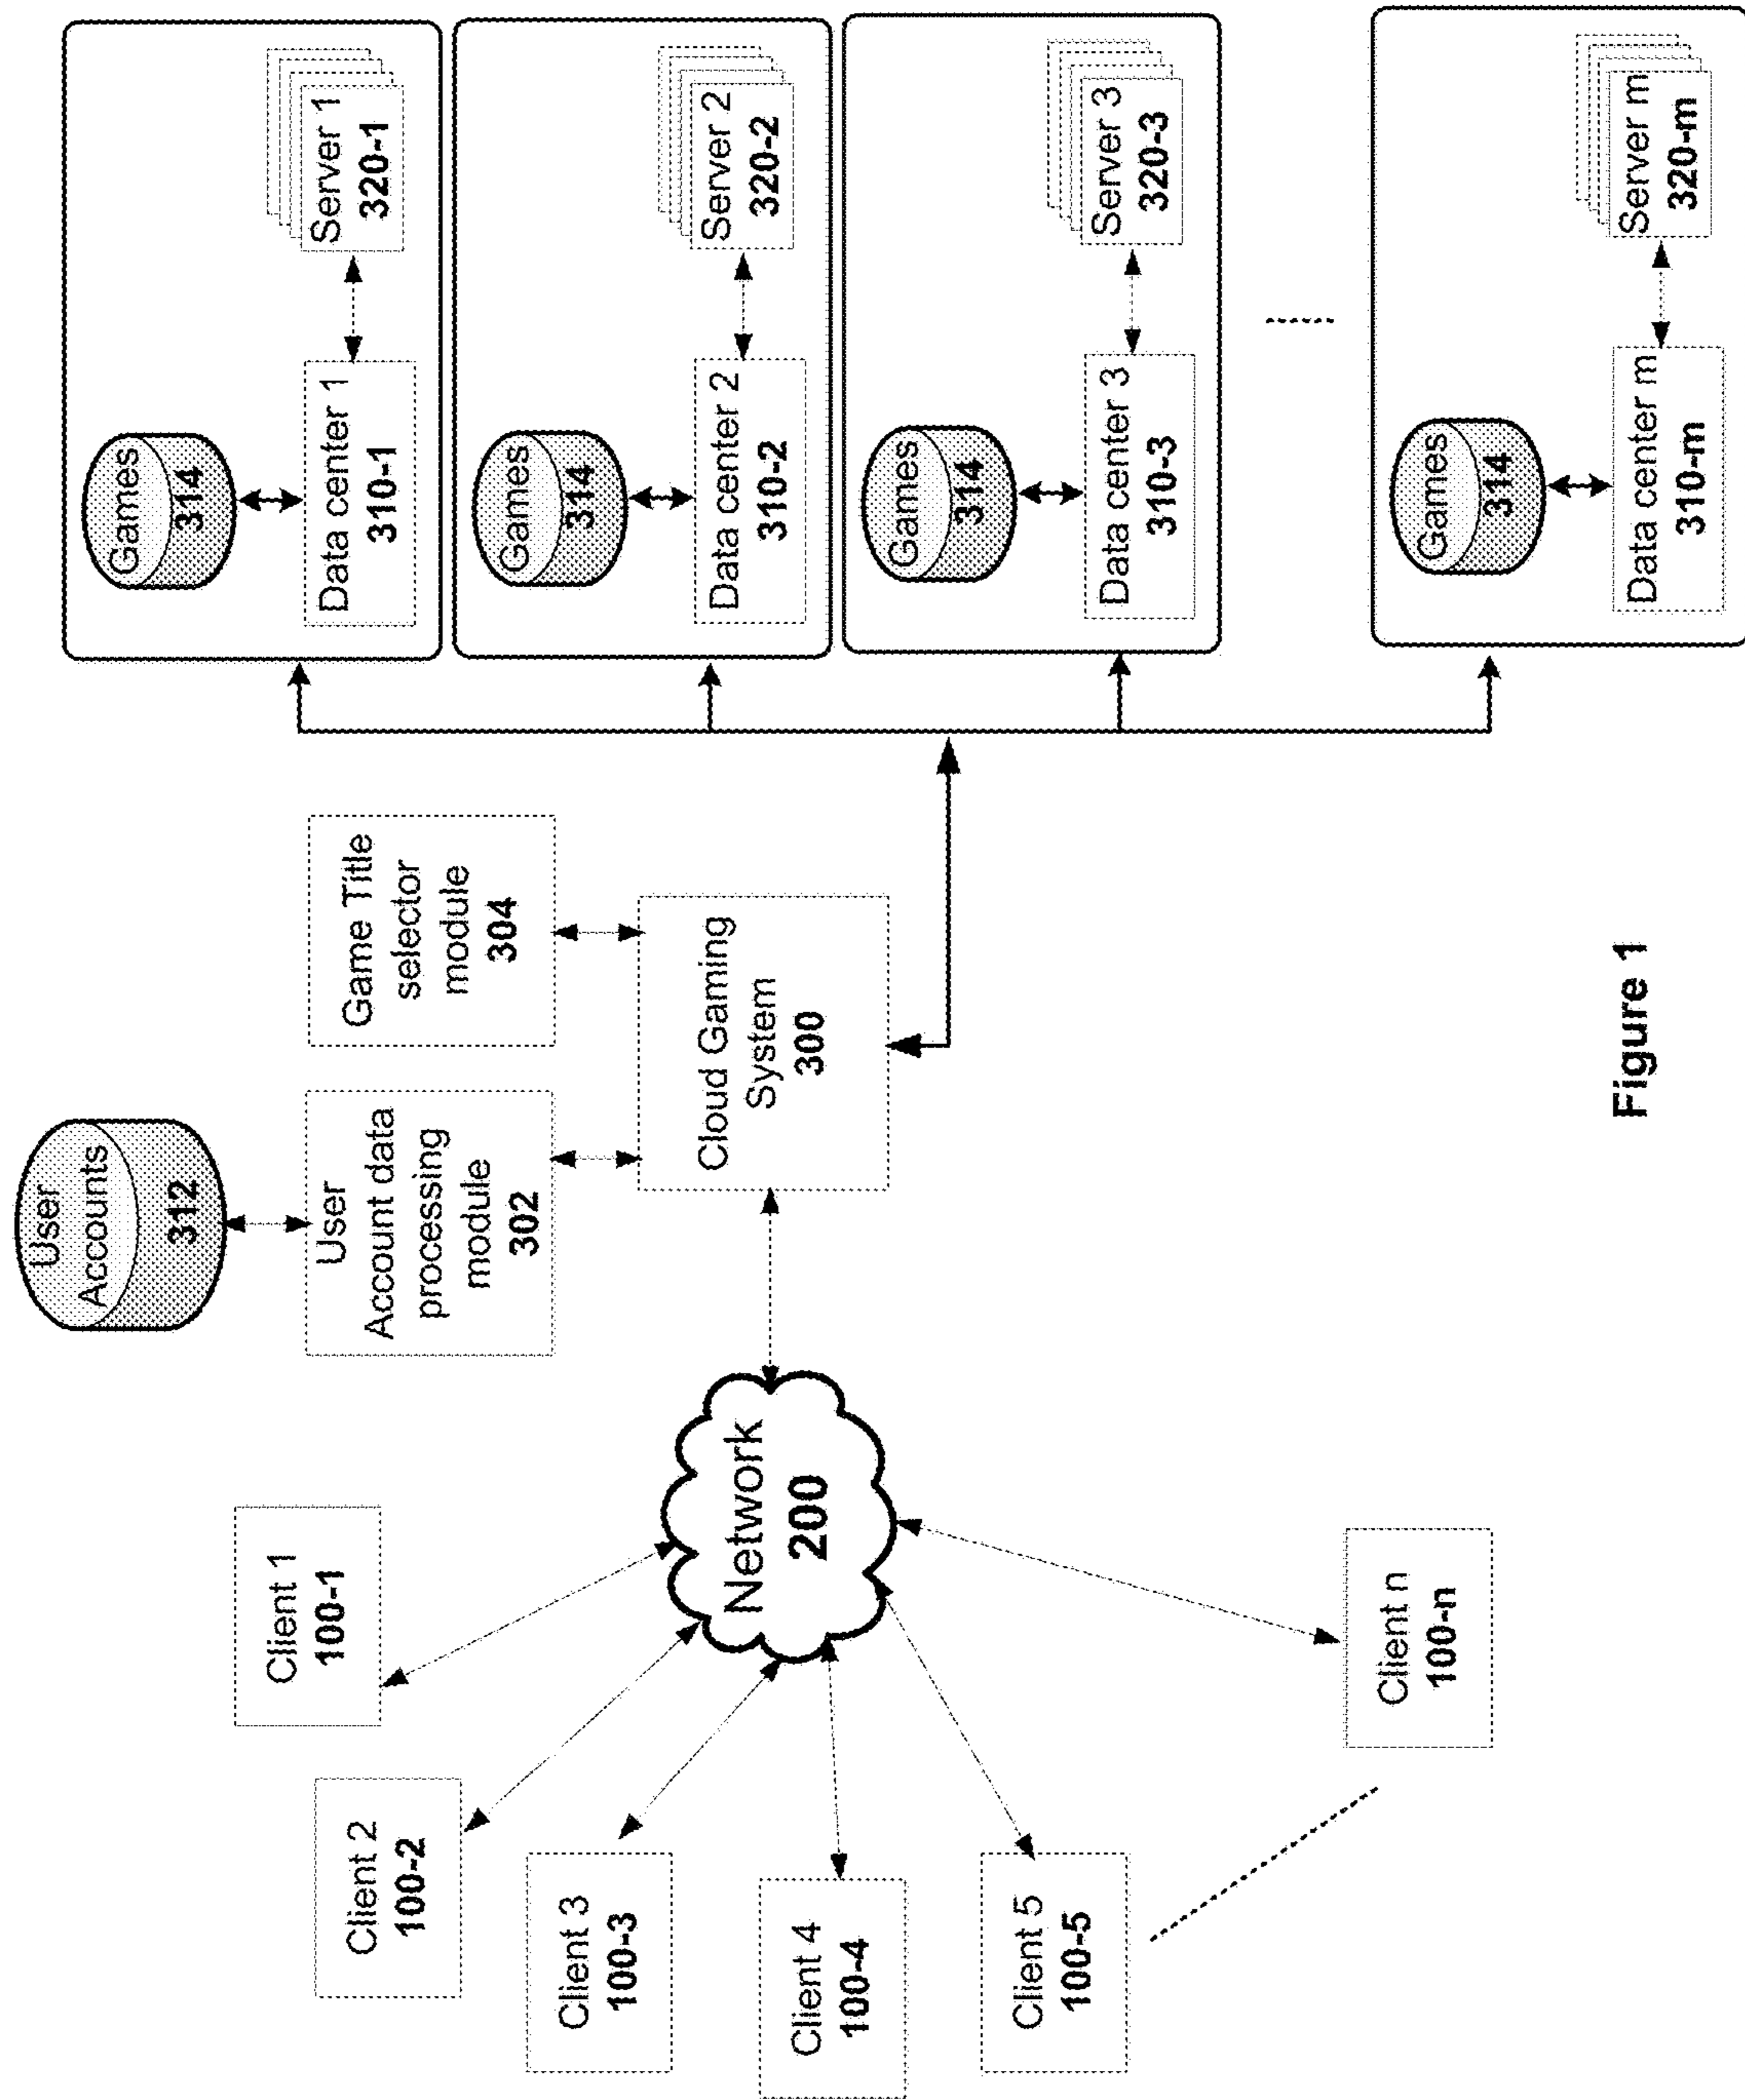 Client 1
100-1
Client 2
100-2
Client 3
100-3
Client 4
100-4
Client 5
100-5
Client n
100-n
Network
200
User
Accounts
312
User
Account data
processing
module
302
Game Title
selector
module
304
Cloud Gaming
System
300
Games
314
Data center 1
310-1
Server 1
320-1
Games
314
Data center 2
310-2
Server 2
320-2
Games
314
Data center 3
310-3
Server 3
320-3
Games
314
Data center m
310-m
Server m
320-m
Figure 1